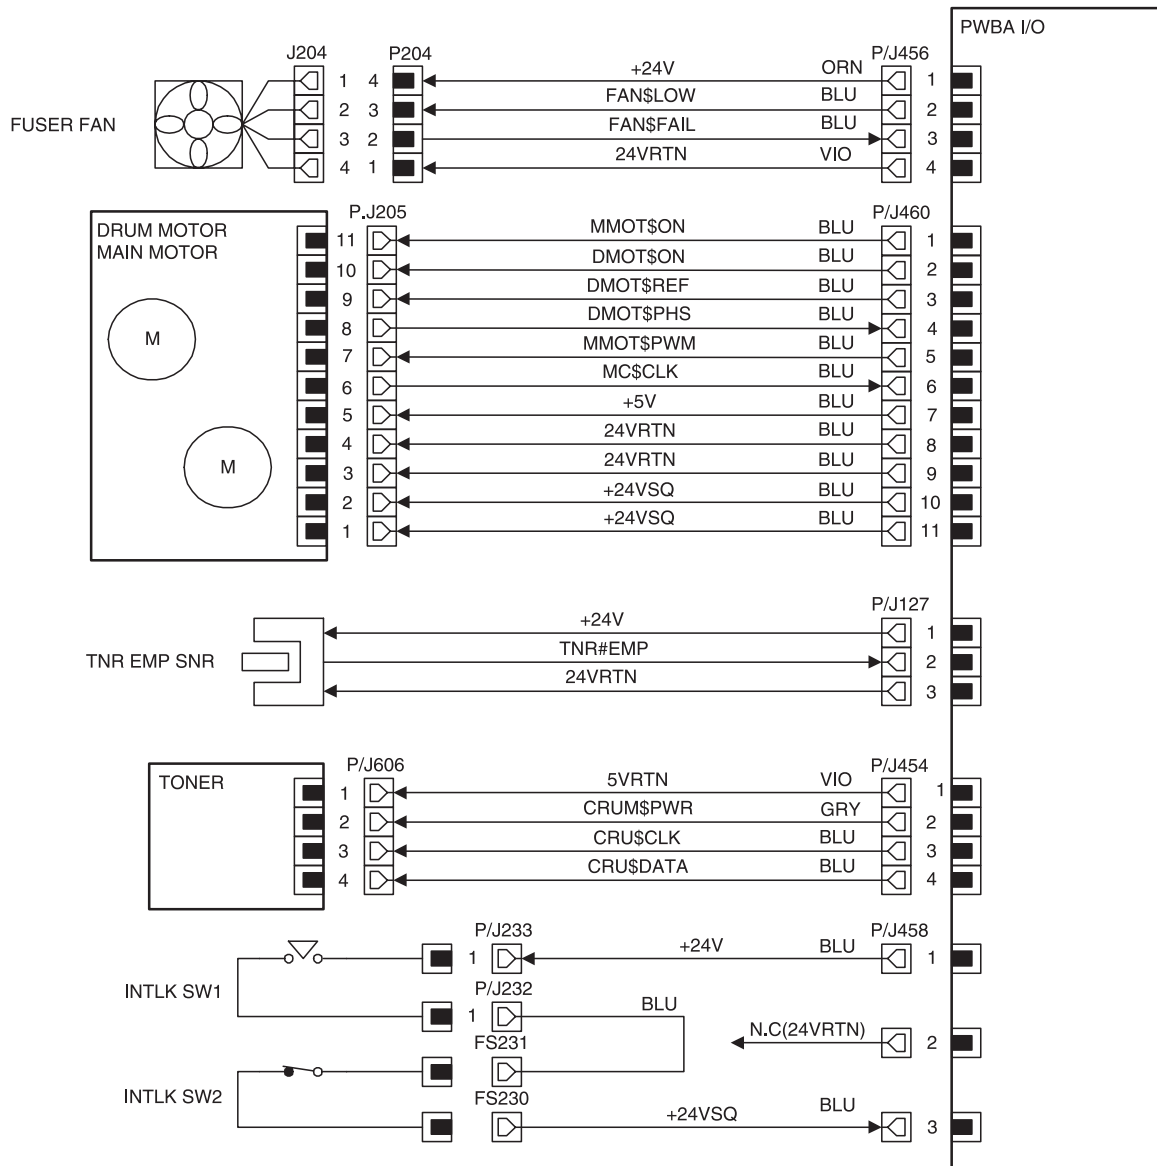 PWBA I/O
J204 P204 P/J456
FUSER FAN
1 4 +24V ORN 1
2 3 FAN$LOW BLU 2
3 2 FAN$FAIL BLU 3
4 1 24VRTN VIO 4
DRUM MOTOR
MAIN MOTOR
M
M
P.J205 P/J460
11 MMOT$ON BLU 1
10 DMOT$ON BLU 2
9 DMOT$REF BLU 3
8 DMOT$PHS BLU 4
7 MMOT$PWM BLU 5
6 MC$CLK BLU 6
5 +5V BLU 7
4 24VRTN BLU 8
3 24VRTN BLU 9
2 +24VSQ BLU 10
1 +24VSQ BLU 11
P/J127
TNR EMP SNR
+24V 1
TNR#EMP 2
24VRTN 3
TONER
P/J606 P/J454
1 5VRTN VIO 1
2 CRUM$PWR GRY 2
3 CRU$CLK BLU 3
4 CRU$DATA BLU 4
P/J233 P/J458
INTLK SW1
1 +24V BLU 1
P/J232
1 BLU
N.C(24VRTN) 2
FS231
INTLK SW2
FS230
+24VSQ BLU 3